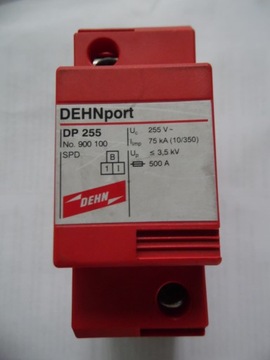 DEHNport
DP 255
No. 900 100
SPD.
B
1 1
Uc 255 V~
Iimp 75 kA (10/350)
Up ≤ 3,5 kV
500 A
DEHN